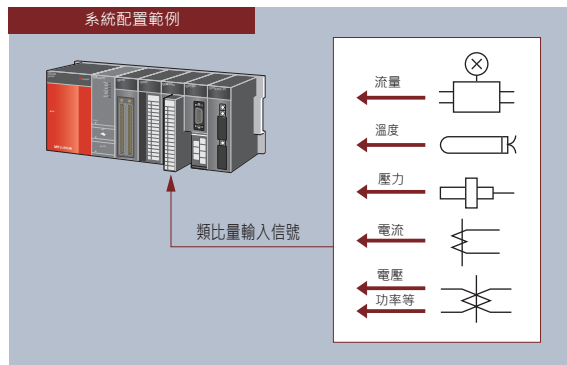 系統配置範例
流量
溫度
壓力
電流
電壓
功率等
類比量輸入信號